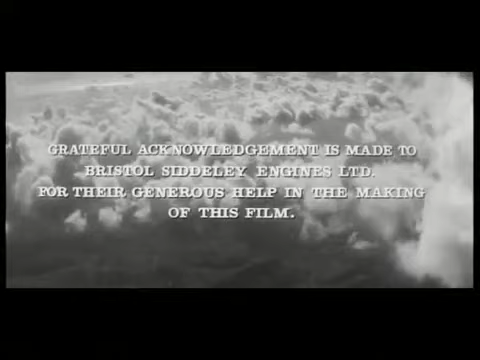 GRATEFUL ACKNOWLEDGEMENT IS MADE TO
BRISTOL SIDDELEY ENGINES LTD.
FOR THEIR GENEROUS HELP IN THE MAKING
OF THIS FILM.